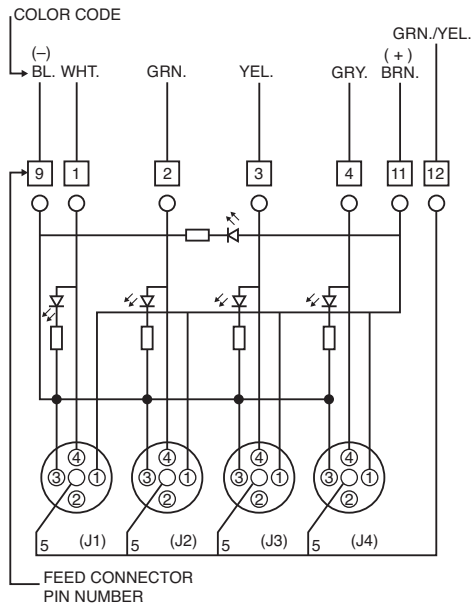 COLOR CODE
GRN./YEL.
(–) (+)
BL. WHT. GRN. YEL. GRY. BRN.
9 1 2 3 4 11 12
4 4 4 4
3 1 3 1 3 1 3 1
2 2 2 2
5 (J1) 5 (J2) 5 (J3) 5 (J4)
FEED CONNECTOR
PIN NUMBER